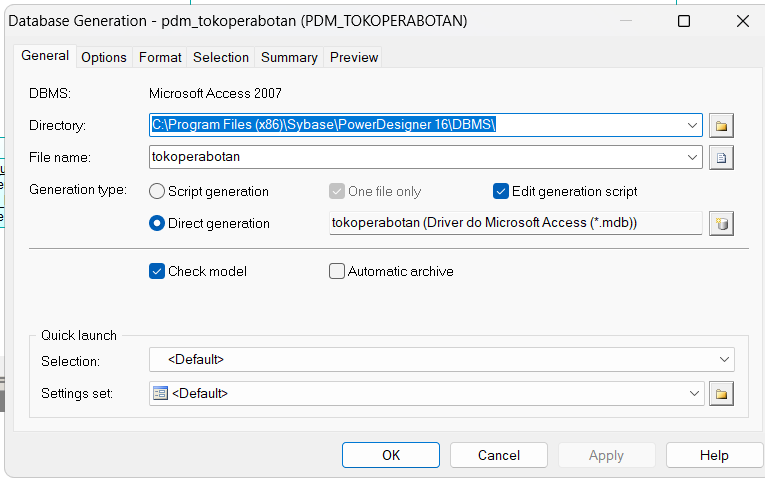 Database Generation - pdm_tokoperabotan (PDM_TOKOPERABOTAN)
General Options Format Selection Summary Preview
DBMS: Microsoft Access 2007
Directory: C:\Program Files (x86)\Sybase\PowerDesigner 16\DBMS\
File name: tokoperabotan
Generation type: Script generation One file only Edit generation script
Direct generation tokoperabotan (Driver do Microsoft Access (*.mdb))
Check model Automatic archive
Quick launch
Selection: <Default>
Settings set: <Default>
OK Cancel Apply Help